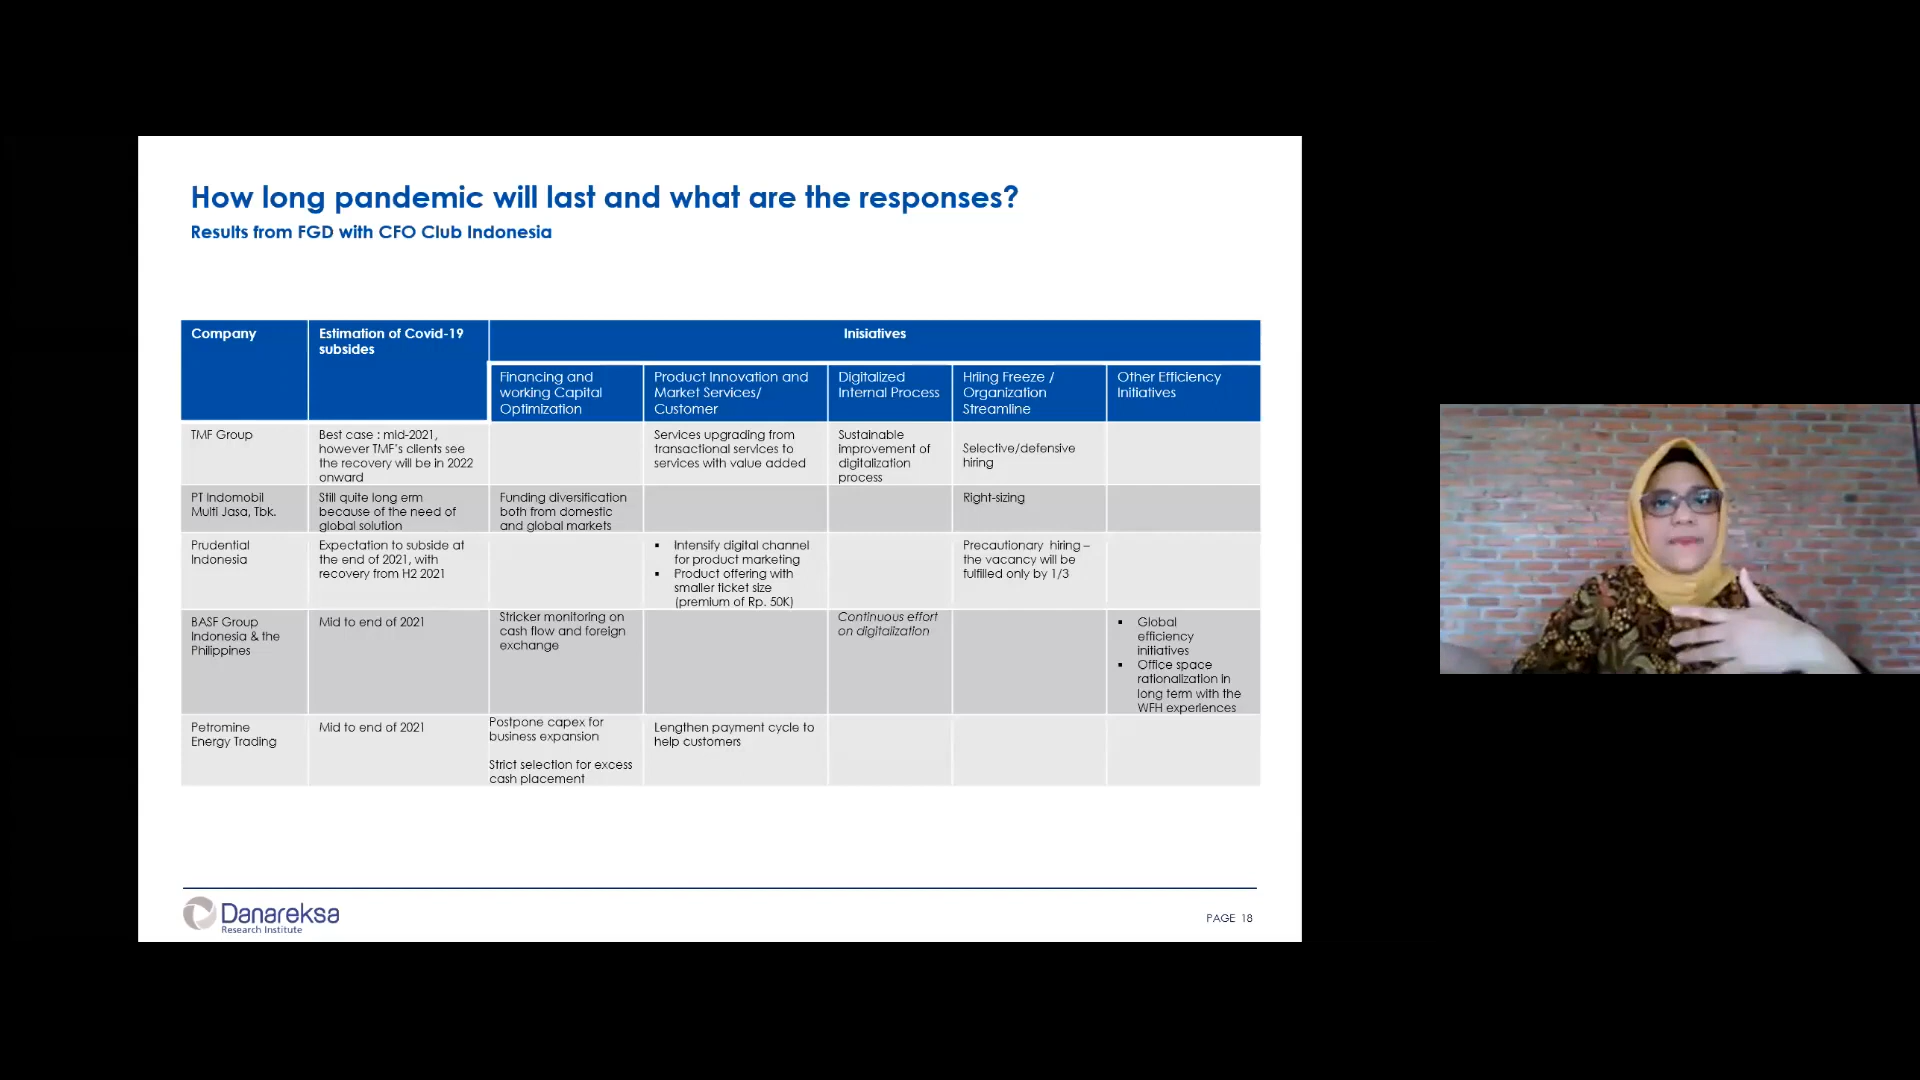 How long pandemic will last and what are the responses?
Results from FGD with CFO Club Indonesia
Company
Estimation of Covid-19
subsides
Inisiatives
Financing and
working Capital
Optimization
Product Innovation and
Market Services/
Customer
Digitalized
Internal Process
Hriing Freeze /
Organization
Streamline
Other Efficiency
Initiatives
TMF Group
Best case : mid-2021,
however TMF's clients see
the recovery will be in 2022
onward
Services upgrading from
transactional services to
services with value added
Sustainable
improvement of
digitalization
process
Selective/defensive
hiring
PT Indomobil
Multi Jasa, Tbk.
Still quite long erm
because of the need of
global solution
Funding diversification
both from domestic
and global markets
Right-sizing
Prudential
Indonesia
Expectation to subside at
the end of 2021, with
recovery from H2 2021
▪ Intensify digital channel
for product marketing
▪ Product offering with
smaller ticket size
(premium of Rp. 50K)
Precautionary hiring –
the vacancy will be
fulfilled only by 1/3
BASF Group
Indonesia & the
Philippines
Mid to end of 2021
Stricker monitoring on
cash flow and foreign
exchange
Continuous effort
on digitalization
▪ Global
efficiency
initiatives
▪ Office space
rationalization in
long term with the
WFH experiences
Petromine
Energy Trading
Mid to end of 2021
Postpone capex for
business expansion
Strict selection for excess
cash placement
Lengthen payment cycle to
help customers
Danareksa
Research Institute
PAGE 18